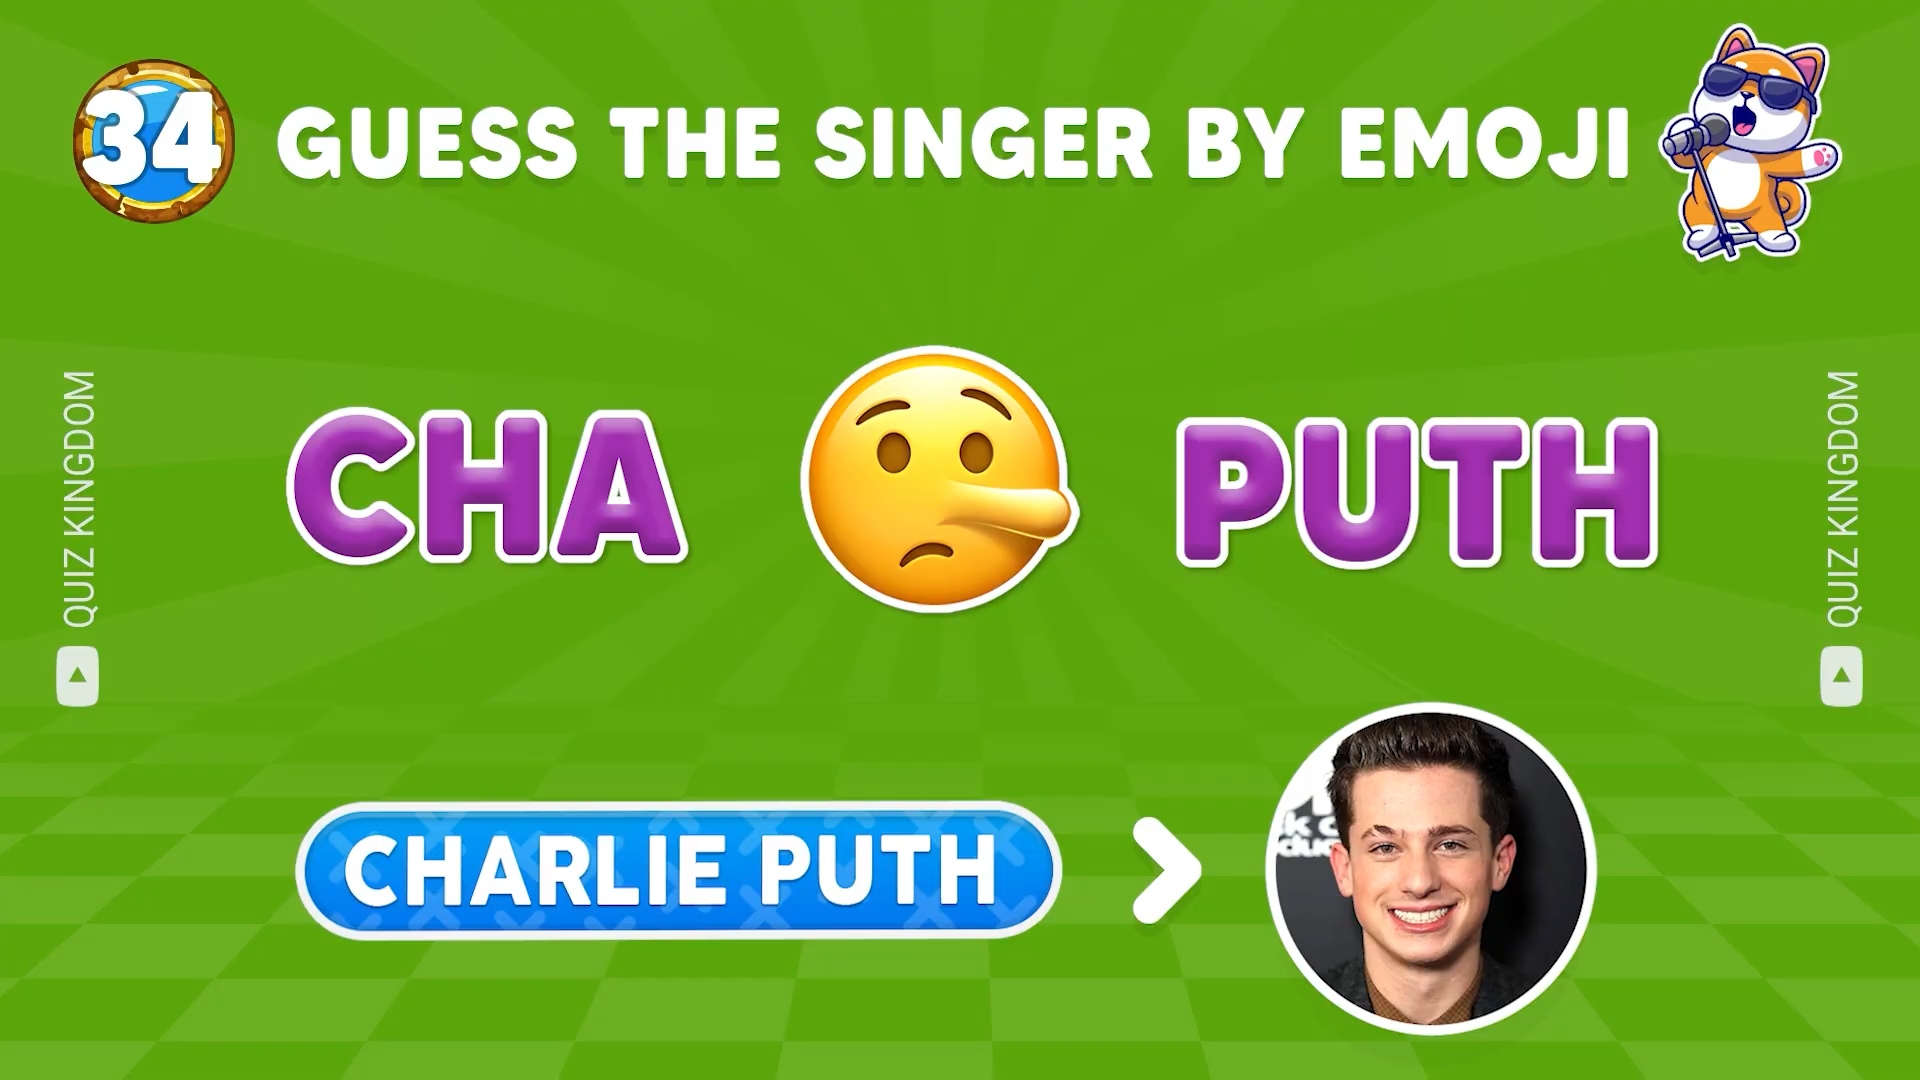 34
GUESS THE SINGER BY EMOJI
QUIZ KINGDOM
QUIZ KINGDOM
CHA
PUTH
CHARLIE PUTH